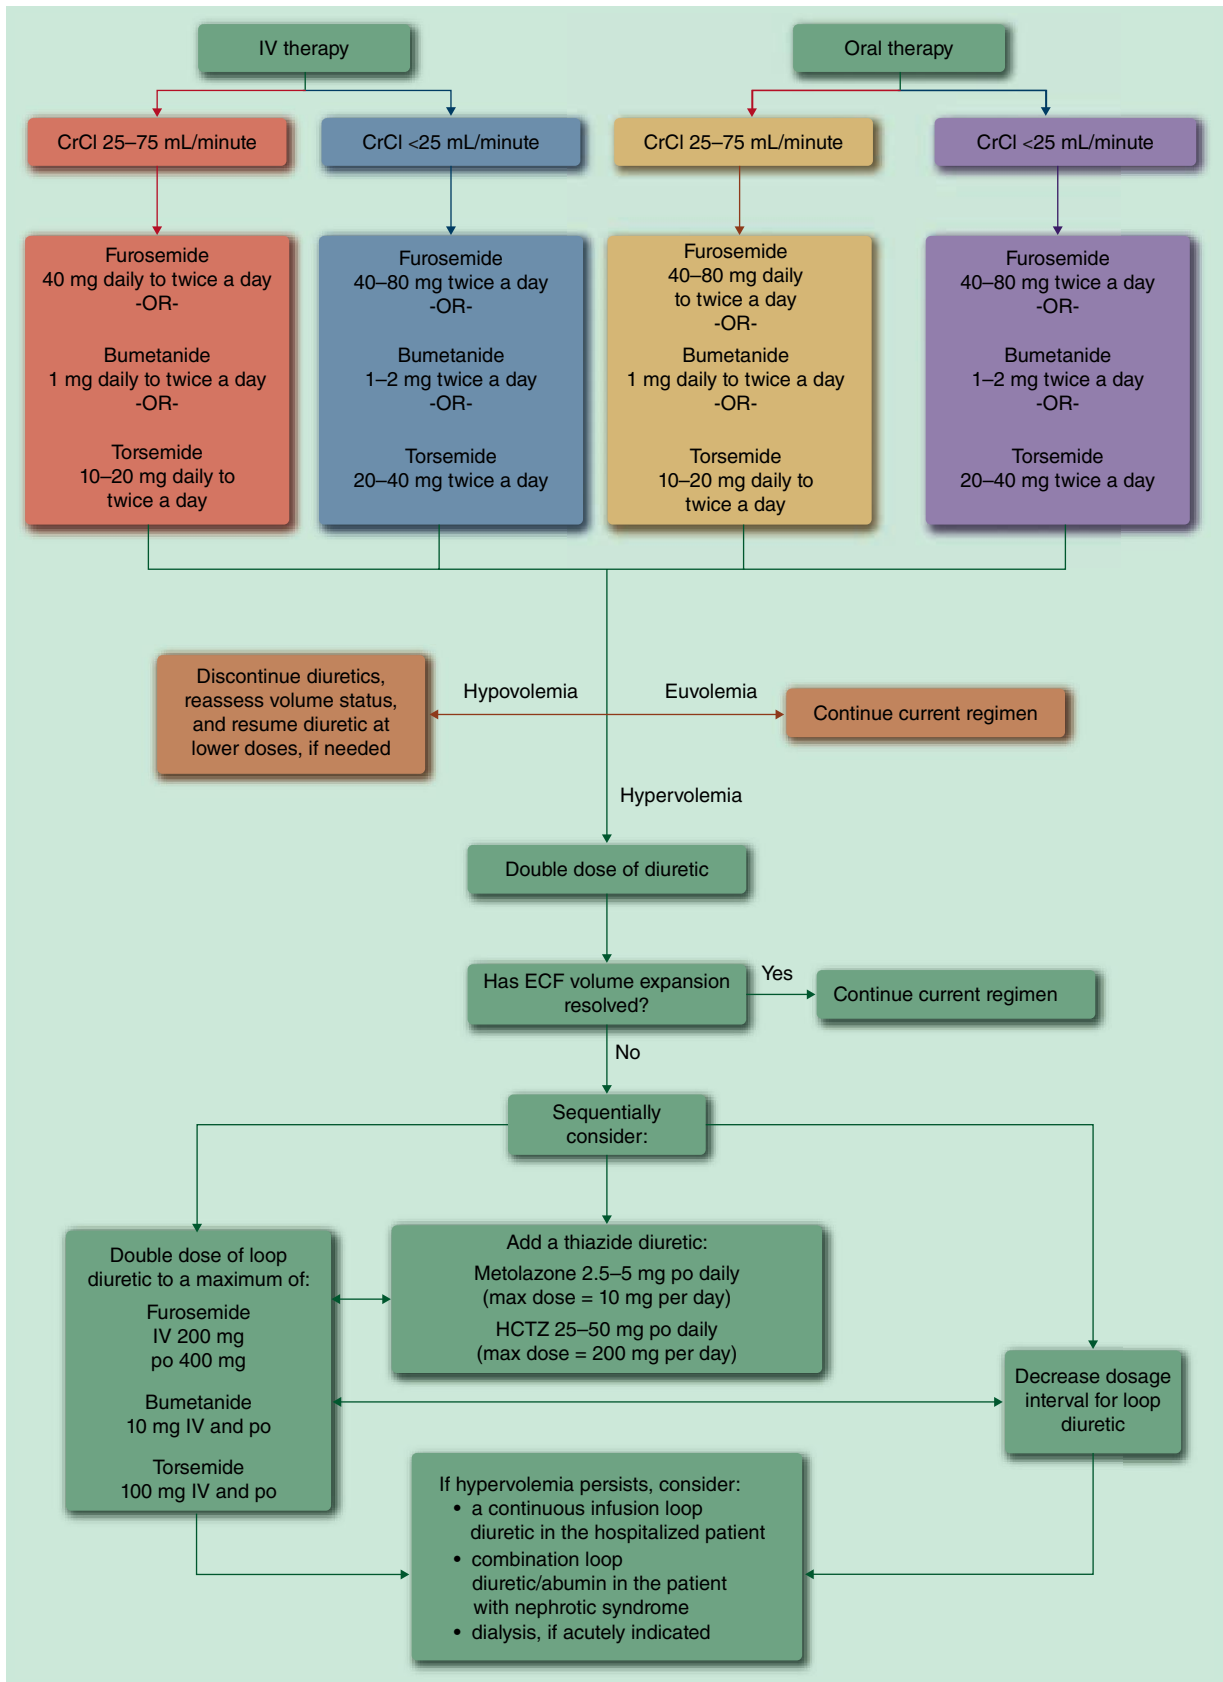 IV therapy
Oral therapy
CrCl 25–75 mL/minute
CrCl <25 mL/minute
CrCl 25–75 mL/minute
CrCl <25 mL/minute
Furosemide
40 mg daily to twice a day
-OR-
Bumetanide
1 mg daily to twice a day
-OR-
Torsemide
10–20 mg daily to
twice a day
Furosemide
40–80 mg twice a day
-OR-
Bumetanide
1–2 mg twice a day
-OR-
Torsemide
20–40 mg twice a day
Furosemide
40–80 mg daily
to twice a day
-OR-
Bumetanide
1 mg daily to twice a day
-OR-
Torsemide
10–20 mg daily to
twice a day
Furosemide
40–80 mg twice a day
-OR-
Bumetanide
1–2 mg twice a day
-OR-
Torsemide
20–40 mg twice a day
Discontinue diuretics,
reassess volume status,
and resume diuretic at
lower doses, if needed
Hypovolemia
Euvolemia
Continue current regimen
Hypervolemia
Double dose of diuretic
Has ECF volume expansion
resolved?
Yes
Continue current regimen
No
Sequentially
consider:
Double dose of loop
diuretic to a maximum of:
Furosemide
IV 200 mg
po 400 mg
Bumetanide
10 mg IV and po
Torsemide
100 mg IV and po
Add a thiazide diuretic:
Metolazone 2.5–5 mg po daily
(max dose = 10 mg per day)
HCTZ 25–50 mg po daily
(max dose = 200 mg per day)
Decrease dosage
interval for loop
diuretic
If hypervolemia persists, consider:
• a continuous infusion loop
diuretic in the hospitalized patient
• combination loop
diuretic/abumin in the patient
with nephrotic syndrome
• dialysis, if acutely indicated